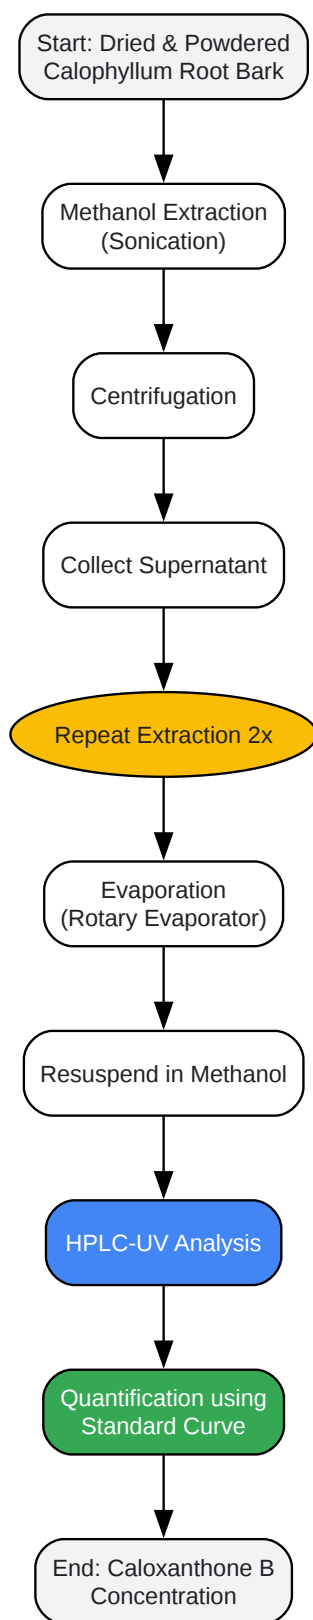 Start: Dried & Powdered
Calophyllum Root Bark
Methanol Extraction
(Sonication)
Centrifugation
Collect Supernatant
Repeat Extraction 2x
Evaporation
(Rotary Evaporator)
Resuspend in Methanol
HPLC-UV Analysis
Quantification using
Standard Curve
End: Caloxanthone B
Concentration